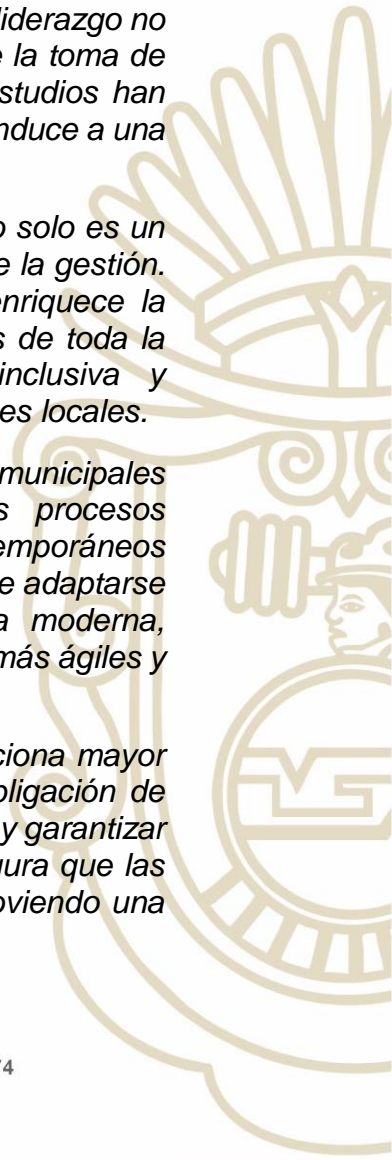 liderazgo no
e la toma de
studios han
nduce a una
o solo es un
e la gestión.
enriquece la
s de toda la
inclusiva y
es locales.
municipales
s procesos
emporáneos
e adaptarse
a moderna,
más ágiles y
ciona mayor
bligación de
y garantizar
ura que las
oviendo una
4